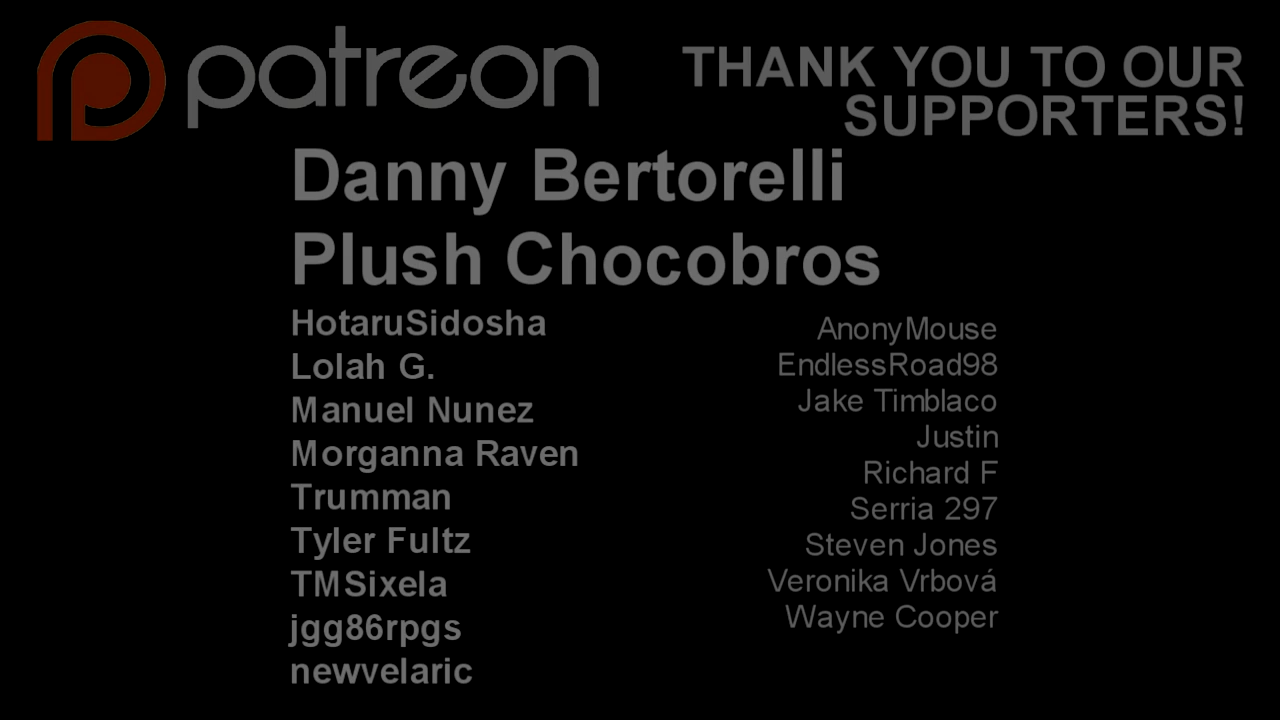 patreon
THANK YOU TO OUR
SUPPORTERS!
Danny Bertorelli
Plush Chocobros
HotaruSidosha
Lolah G.
Manuel Nunez
Morganna Raven
Trumman
Tyler Fultz
TMSixela
jgg86rpgs
newvelaric
AnonyMouse
EndlessRoad98
Jake Timblaco
Justin
Richard F
Serria 297
Steven Jones
Veronika Vrbová
Wayne Cooper